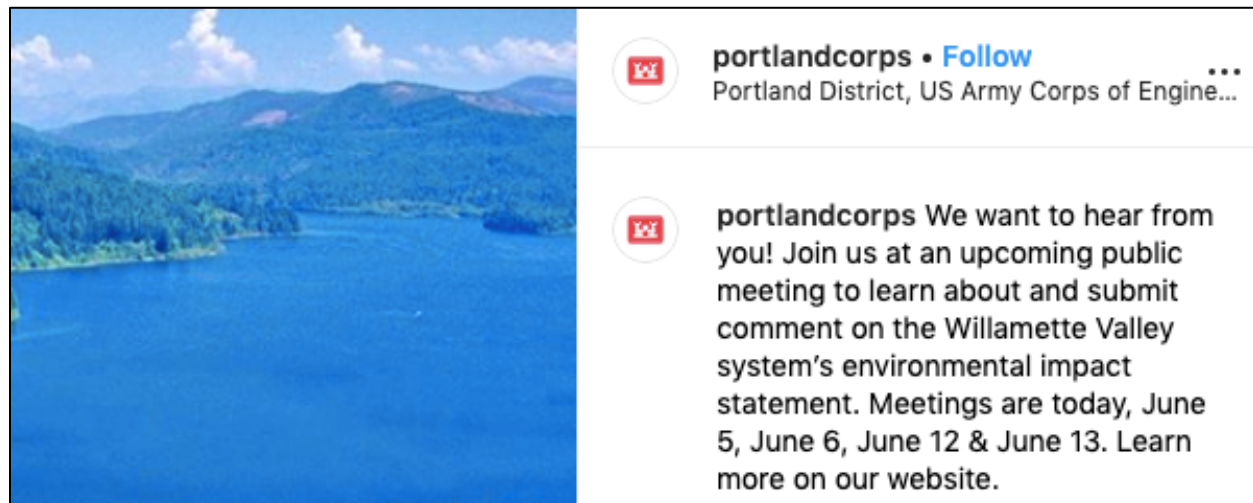 portlandcorps • Follow
Portland District, US Army Corps of Engine...
portlandcorps We want to hear from
you! Join us at an upcoming public
meeting to learn about and submit
comment on the Willamette Valley
system’s environmental impact
statement. Meetings are today, June
5, June 6, June 12 & June 13. Learn
more on our website.